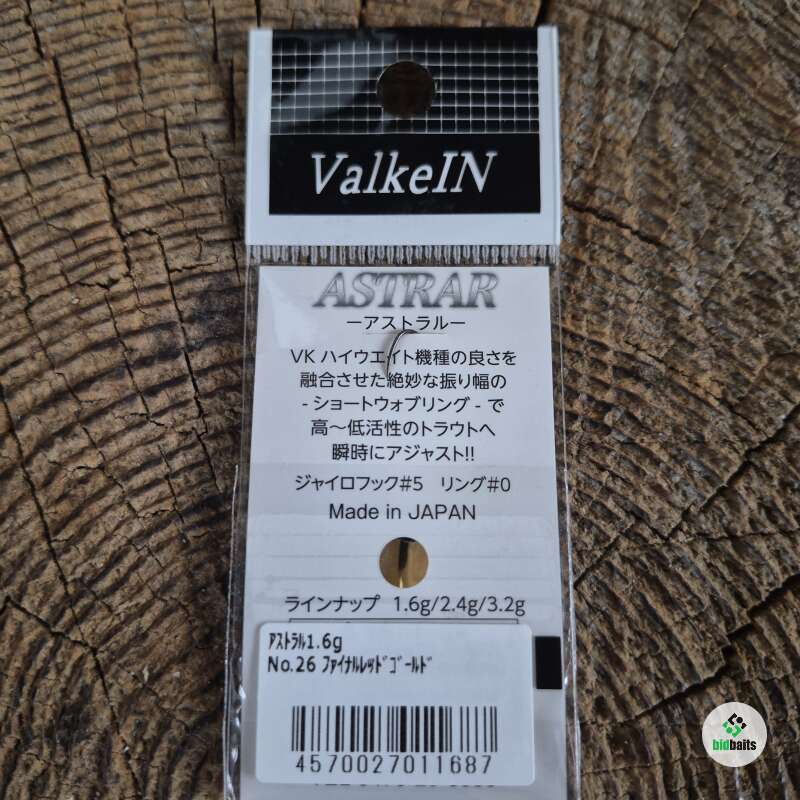 ValkeIN
ASTRAR
ーアストラルー
VK ハイウエイト機種の良さを
融合させた絶妙な振り幅の
- ショートウォブリング - で
高～低活性のトラウトへ
瞬時にアジャスト!!
ジャイロフック#5 リング#0
Made in JAPAN
ラインナップ 1.6g/2.4g/3.2g
ｱｽﾄﾗﾙ1.6g
No.26 ﾌｧｲﾅﾙﾚｯﾄﾞｺﾞｰﾙﾄﾞ
4570027011687
bidbaits